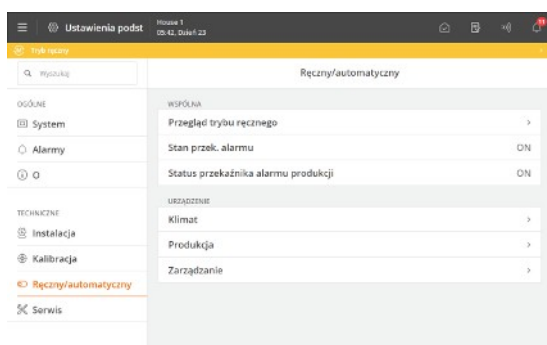 Ustawienia podst
House 1
05:42, Dzień 23
11
Tryb ręczny
Wyszukaj
Ręczny/automatyczny
OGÓLNE
System
Alarmy
O
TECHNICZNE
Instalacja
Kalibracja
Ręczny/automatyczny
Serwis
WSPÓLNA
Przegląd trybu ręcznego
Stan przek. alarmu ON
Status przekaźnika alarmu produkcji ON
URZĄDZENIE
Klimat
Produkcja
Zarządzanie